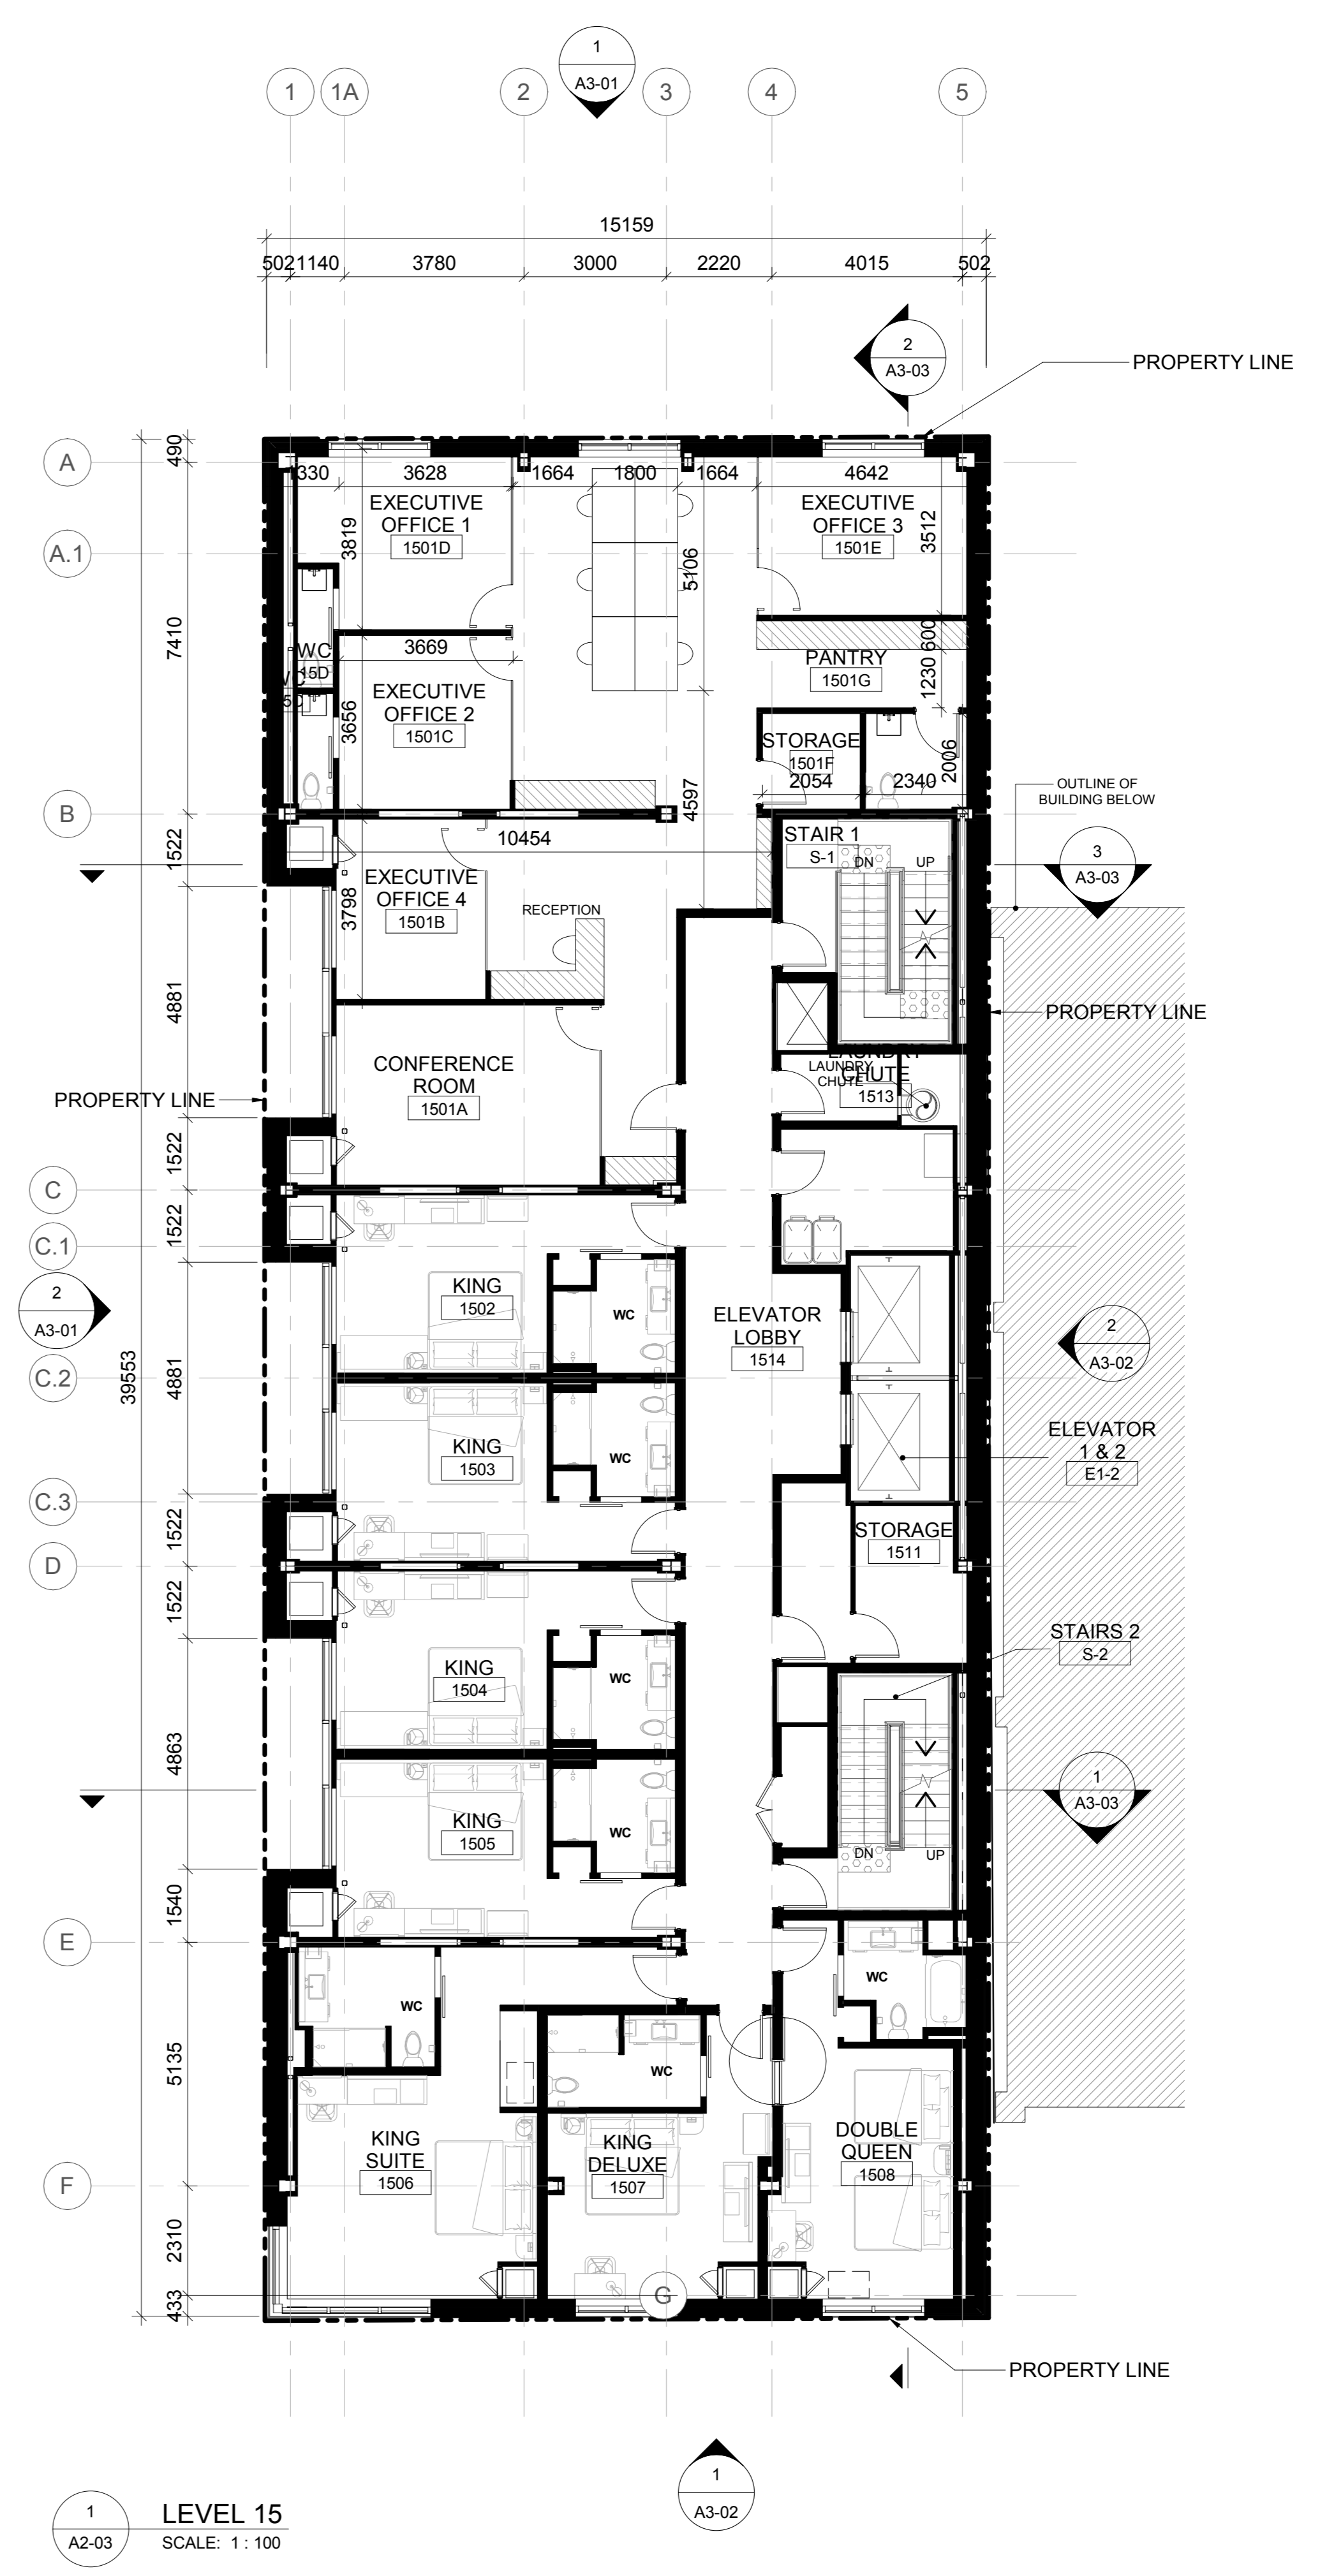 1
A3-01
1
1A
2
3
4
5
15159
502
1140
3780
3000
2220
4015
502
2
A3-03
PROPERTY LINE
490
A
1330
3628
1664
1800
1664
4642
EXECUTIVE
OFFICE 1
1501D
3819
EXECUTIVE
OFFICE 3
1501E
3512
A.1
5106
7410
600
3669
WC
15D
PANTRY
1501G
1230
EXECUTIVE
OFFICE 2
1501C
3656
STORAGE
1501F
2054
2340
2006
OUTLINE OF
BUILDING BELOW
B
4597
1522
10454
STAIR 1
S-1
DN
UP
3
A3-03
EXECUTIVE
OFFICE 4
1501B
3798
RECEPTION
4881
PROPERTY LINE
CONFERENCE
ROOM
1501A
LAUNDRY
CHUTE
LAUNDRY
CHUTE
1513
PROPERTY LINE
1522
C
1522
C.1
2
A3-01
KING
1502
WC
ELEVATOR
LOBBY
1514
2
A3-02
39553
4881
C.2
KING
1503
WC
ELEVATOR
1 & 2
E1-2
C.3
1522
STORAGE
1511
D
1522
STAIRS 2
S-2
KING
1504
WC
4863
1
A3-03
KING
1505
WC
DN
UP
1540
E
WC
WC
5135
WC
KING
SUITE
1506
KING
DELUXE
1507
DOUBLE
QUEEN
1508
F
2310
G
433
PROPERTY LINE
1
A3-02
1
A2-03
LEVEL 15
SCALE: 1 : 100